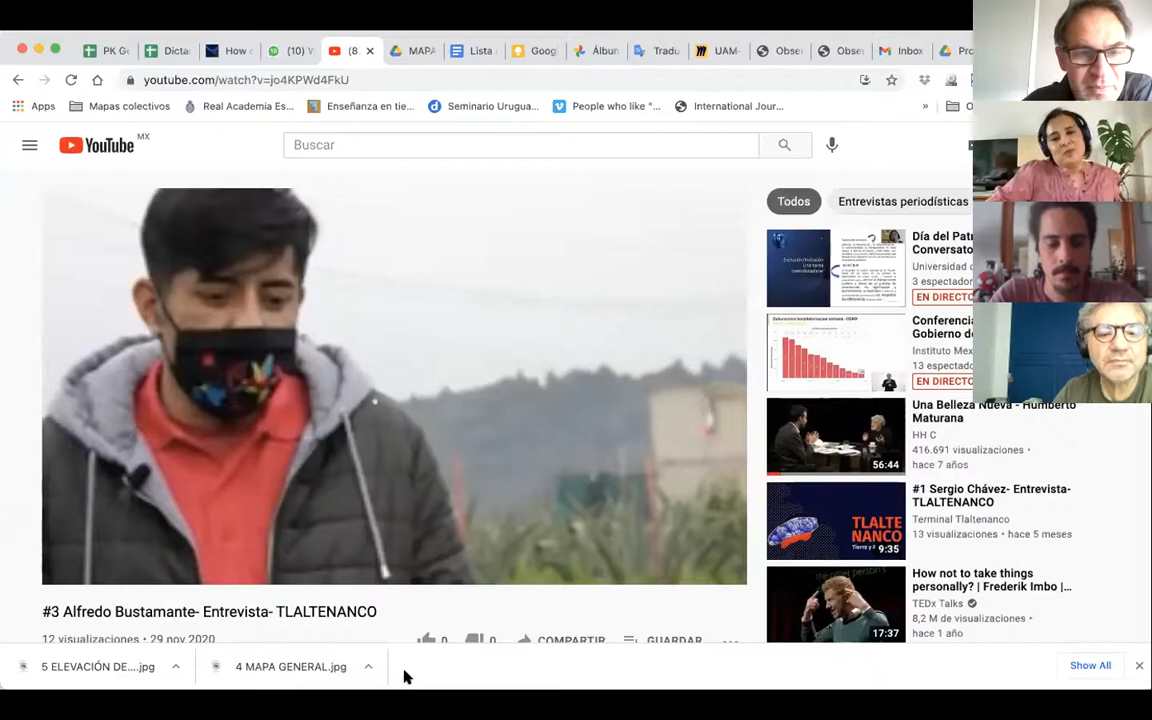 PK Ge
Dicta
How c
(10) V
(8
MAPA
Lista
Goog
Álbun
Tradu
UAM-
Obse
Obse
Inbox
Pro
youtube.com/watch?v=jo4KPWd4FkU
Apps
Mapas colectivos
Real Academia Es...
Enseñanza en tie...
Seminario Urugua...
People who like "...
International Jour...
»
YouTube MX
Buscar
Todos
Entrevistas periodísticas
Día del Pat
Conversato
Universidad d
3 espectador
EN DIRECTO
Conferencia
Gobierno de
Instituto Mex
13 espectado
EN DIRECTO
Una Belleza Nueva - Humberto
Maturana
HH C
416.691 visualizaciones •
hace 7 años
56:44
#1 Sergio Chávez- Entrevista-
TLALTENANCO
Terminal Tlaltenanco
13 visualizaciones • hace 5 meses
TLALTE
NANCO
9:35
How not to take things
personally? | Frederik Imbo |...
TEDx Talks
8,2 M de visualizaciones •
hace 1 año
17:37
#3 Alfredo Bustamante- Entrevista- TLALTENANCO
12 visualizaciones • 29 nov 2020
0
0
COMPARTIR
GUARDAR
5 ELEVACIÓN DE....jpg
4 MAPA GENERAL.jpg
Show All